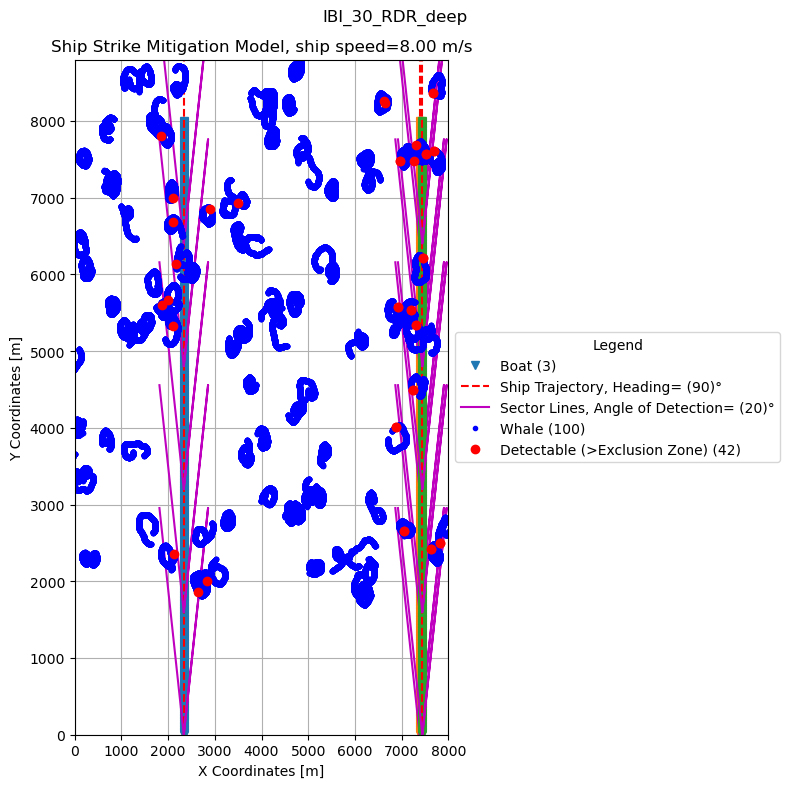 IBI_30_RDR_deep
Ship Strike Mitigation Model, ship speed=8.00 m/s
8000
7000
6000
5000
4000
3000
2000
1000
0
Y Coordinates [m]
0 1000 2000 3000 4000 5000 6000 7000 8000
X Coordinates [m]
Legend
Boat (3)
Ship Trajectory, Heading= (90)°
Sector Lines, Angle of Detection= (20)°
Whale (100)
Detectable (>Exclusion Zone) (42)